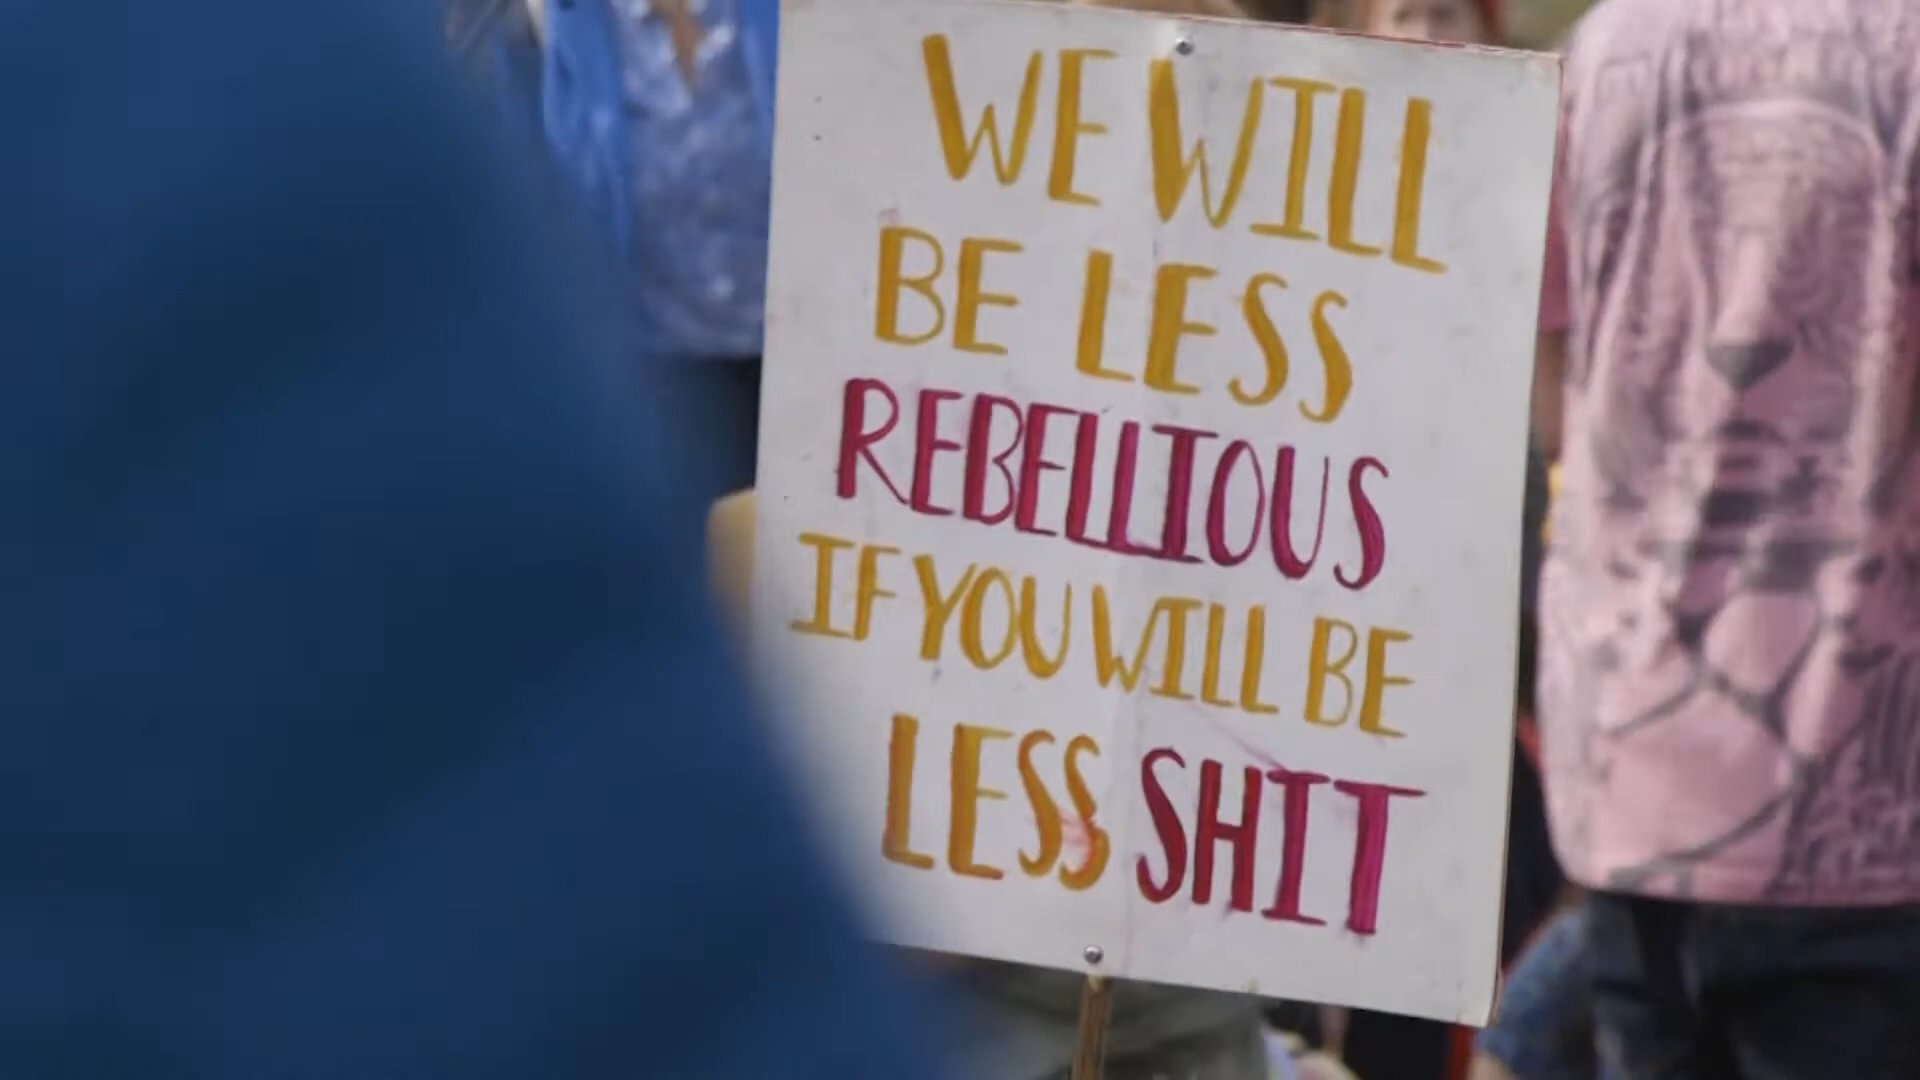 WE WILL
BE LESS
REBELLIOUS
IF YOU WILL BE
LESS SHIT